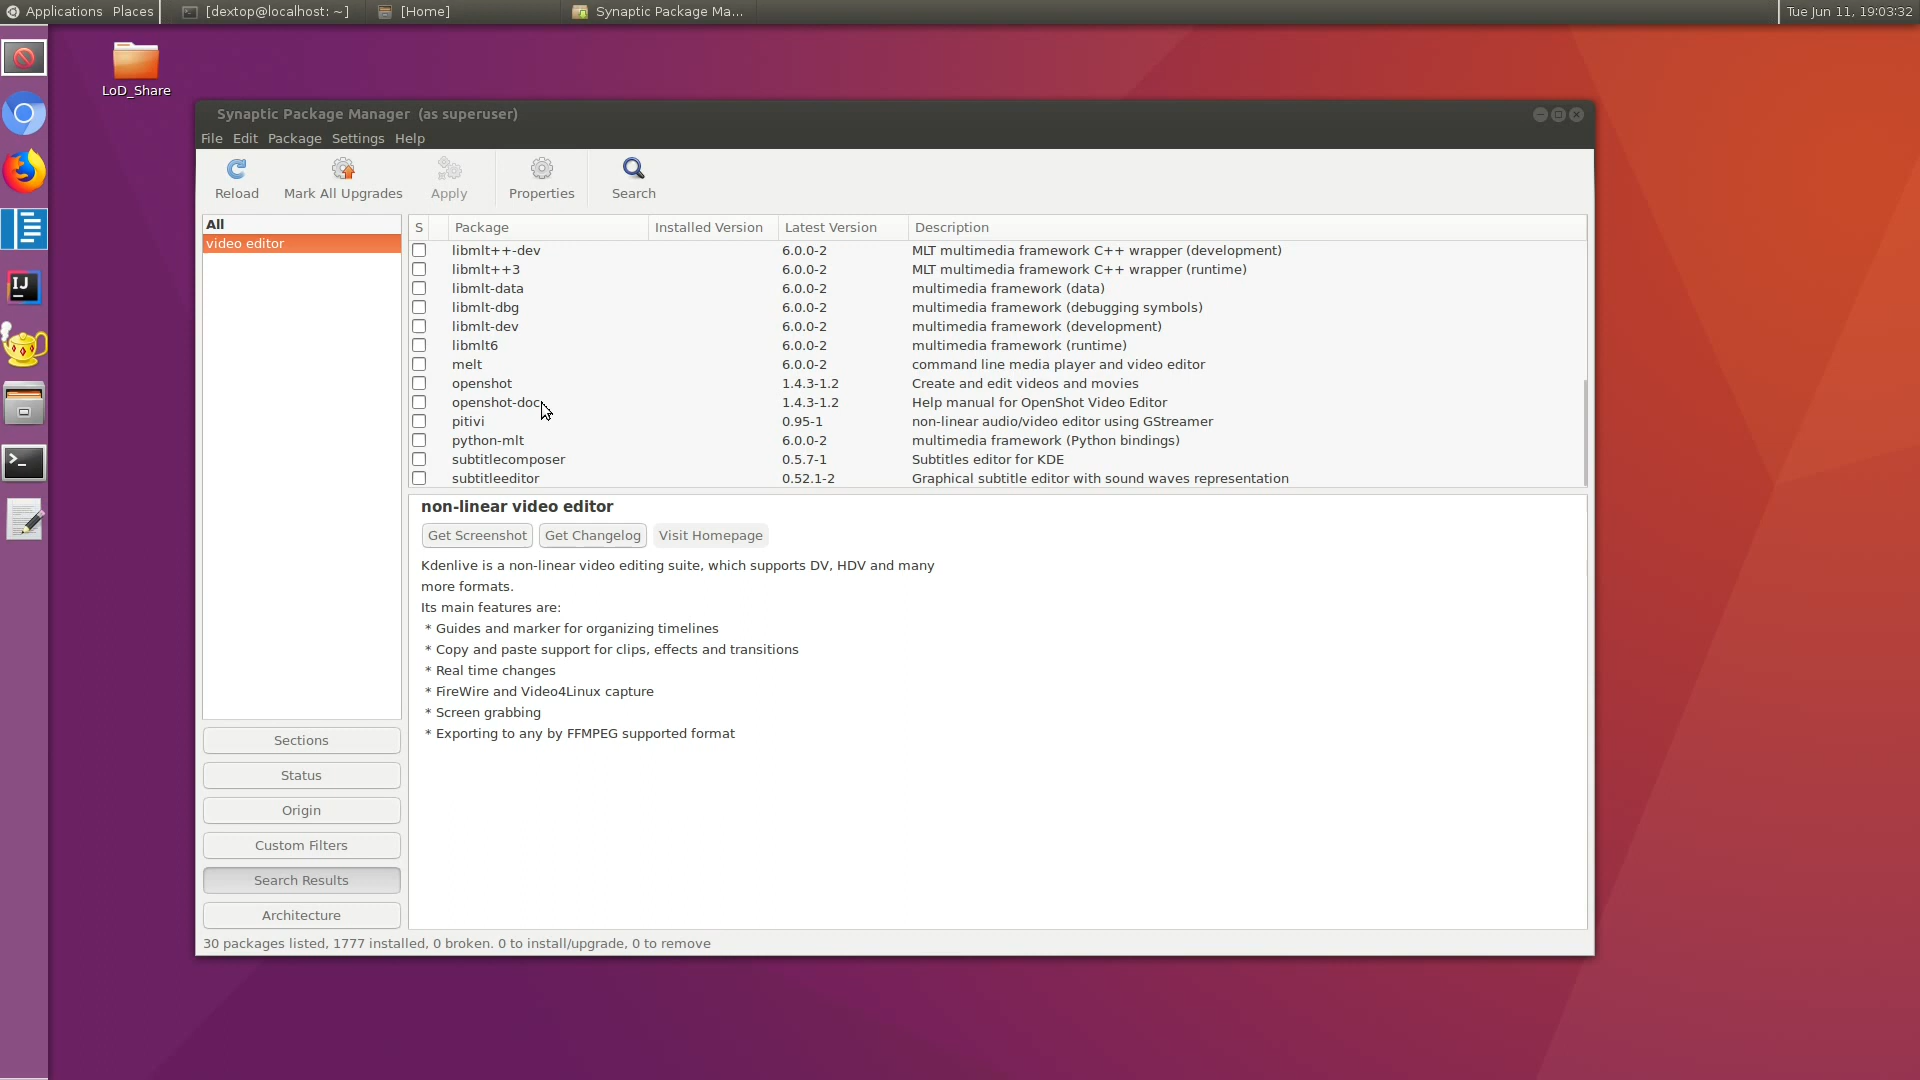 Applications Places [dextop@localhost: ~] [Home] Synaptic Package Ma... Tue Jun 11, 19:03:32
LoD_Share
Synaptic Package Manager (as superuser)
File Edit Package Settings Help
Reload Mark All Upgrades Apply Properties Search
All
video editor
S Package Installed Version Latest Version Description
libmlt++-dev 6.0.0-2 MLT multimedia framework C++ wrapper (development)
libmlt++3 6.0.0-2 MLT multimedia framework C++ wrapper (runtime)
libmlt-data 6.0.0-2 multimedia framework (data)
libmlt-dbg 6.0.0-2 multimedia framework (debugging symbols)
libmlt-dev 6.0.0-2 multimedia framework (development)
libmlt6 6.0.0-2 multimedia framework (runtime)
melt 6.0.0-2 command line media player and video editor
openshot 1.4.3-1.2 Create and edit videos and movies
openshot-doc 1.4.3-1.2 Help manual for OpenShot Video Editor
pitivi 0.95-1 non-linear audio/video editor using GStreamer
python-mlt 6.0.0-2 multimedia framework (Python bindings)
subtitlecomposer 0.5.7-1 Subtitles editor for KDE
subtitleeditor 0.52.1-2 Graphical subtitle editor with sound waves representation
non-linear video editor
Get Screenshot Get Changelog Visit Homepage
Kdenlive is a non-linear video editing suite, which supports DV, HDV and many
more formats.
Its main features are:
* Guides and marker for organizing timelines
* Copy and paste support for clips, effects and transitions
* Real time changes
* FireWire and Video4Linux capture
* Screen grabbing
* Exporting to any by FFMPEG supported format
Sections
Status
Origin
Custom Filters
Search Results
Architecture
30 packages listed, 1777 installed, 0 broken. 0 to install/upgrade, 0 to remove
IJ